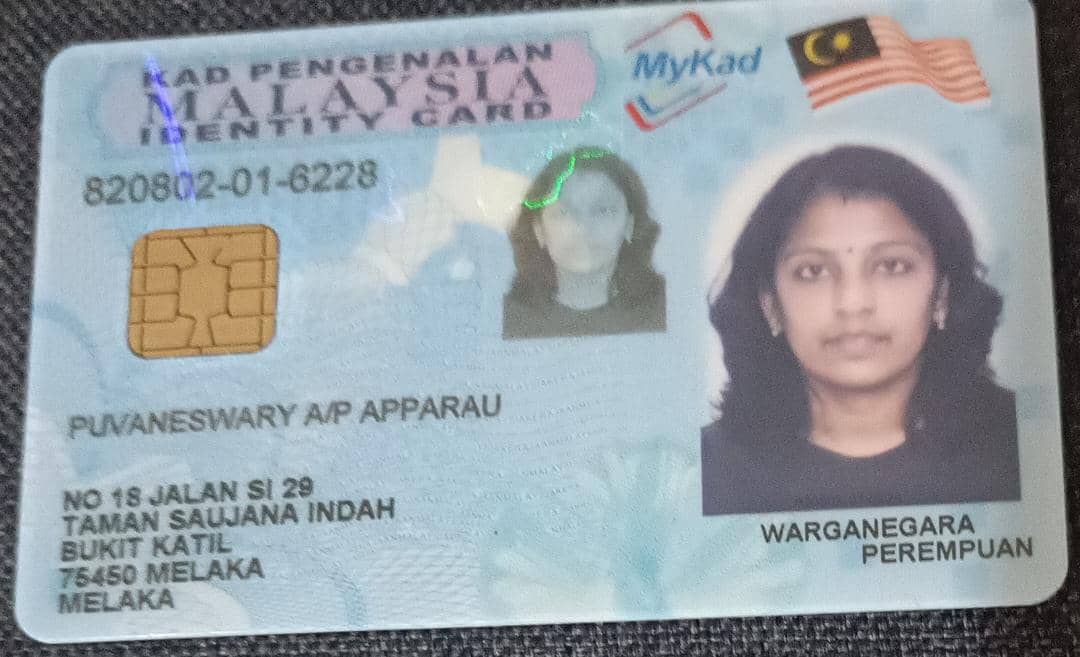 KAD PENGENALAN
MALAYSIA
IDENTITY CARD
MyKad
820802-01-6228
PUVANESWARY A/P APPARAU
NO 18 JALAN SI 29
TAMAN SAUJANA INDAH
BUKIT KATIL
75450 MELAKA
MELAKA
WARGANEGARA
PEREMPUAN